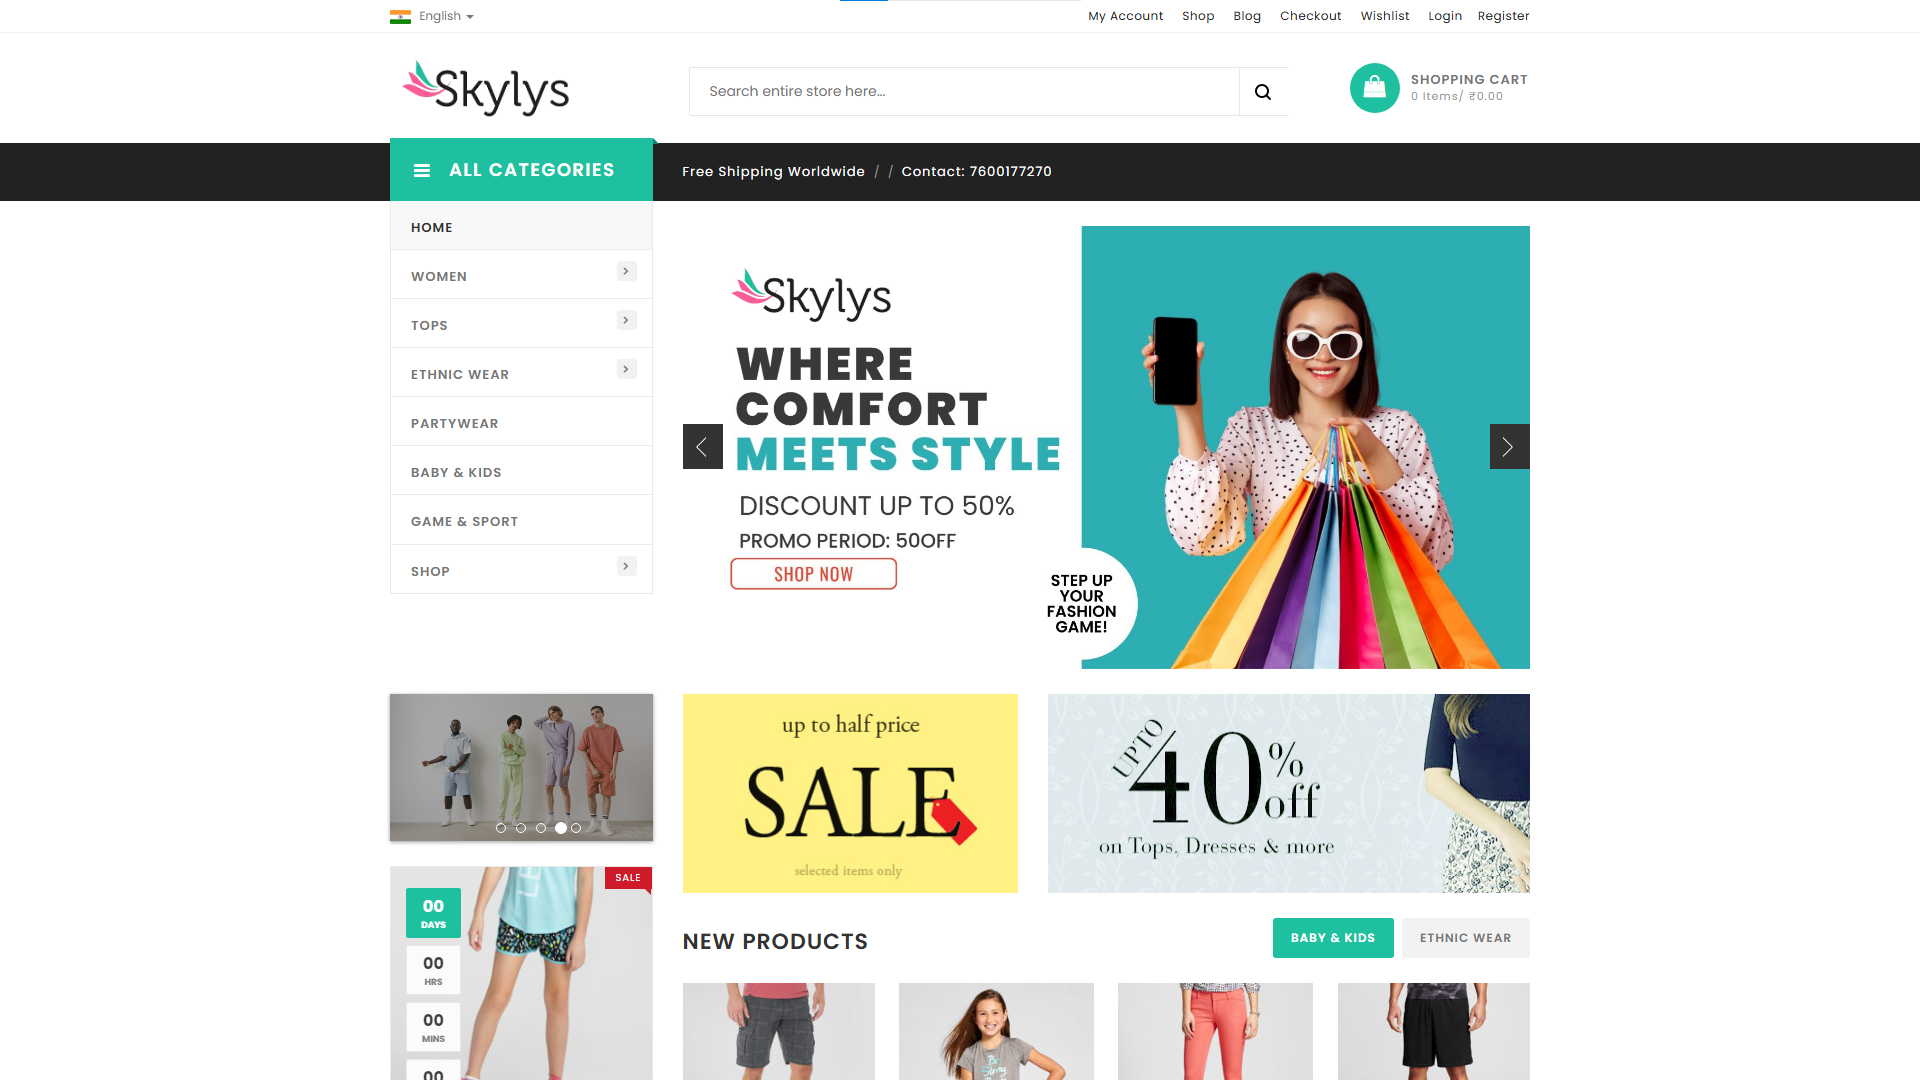 English
My Account
Shop
Blog
Checkout
Wishlist
Login
Register
Skylys
Search entire store here...
SHOPPING CART
0 Items/ ₹0.00
ALL CATEGORIES
Free Shipping Worldwide / / Contact: 7600177270
HOME
WOMEN
TOPS
ETHNIC WEAR
PARTYWEAR
BABY & KIDS
GAME & SPORT
SHOP
Skylys
WHERE
COMFORT
MEETS STYLE
DISCOUNT UP TO 50%
PROMO PERIOD: 50OFF
SHOP NOW
STEP UP
YOUR
FASHION
GAME!
up to half price
SALE
selected items only
UPTO
40% off
on Tops, Dresses & more
SALE
00
DAYS
00
HRS
00
MINS
00
NEW PRODUCTS
BABY & KIDS
ETHNIC WEAR